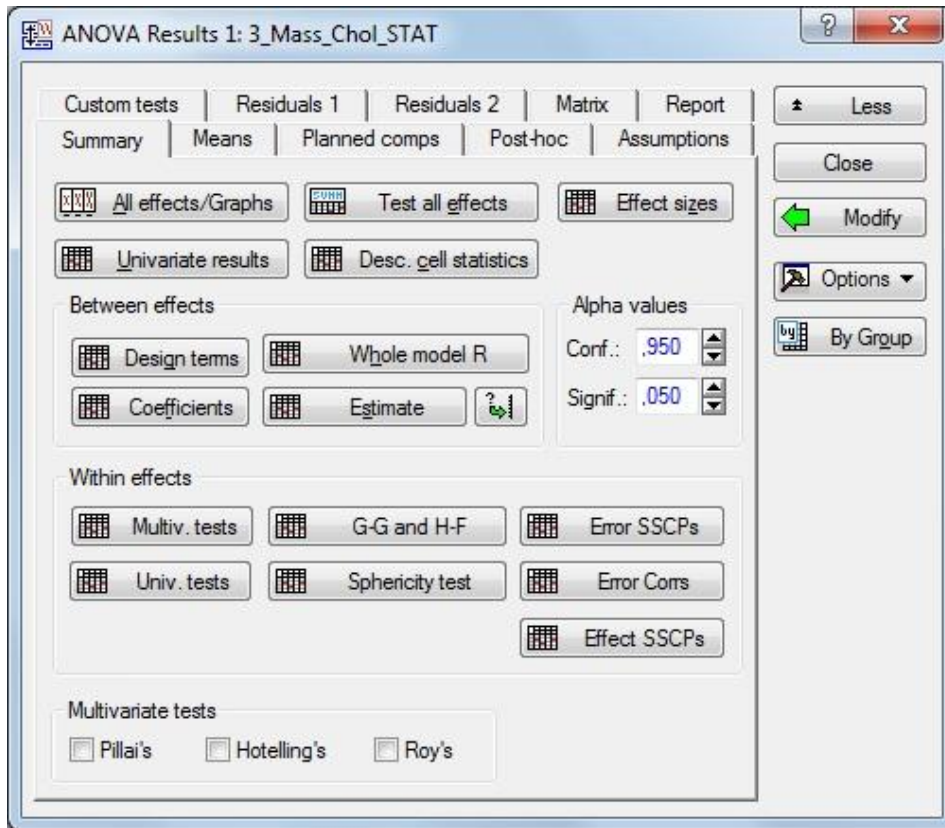 ANOVA Results 1: 3_Mass_Chol_STAT
Custom tests Residuals 1 Residuals 2 Matrix Report
Summary Means Planned comps Post-hoc Assumptions
Less
Close
Modify
Options
By Group
All effects/Graphs Test all effects Effect sizes
Univariate results Desc. cell statistics
Between effects
Design terms Whole model R
Coefficients Estimate
Alpha values
Conf.: ,950
Signif.: ,050
Within effects
Multiv. tests G-G and H-F Error SSCPs
Univ. tests Sphericity test Error Corrs
Effect SSCPs
Multivariate tests
Pillai's Hotelling's Roy's